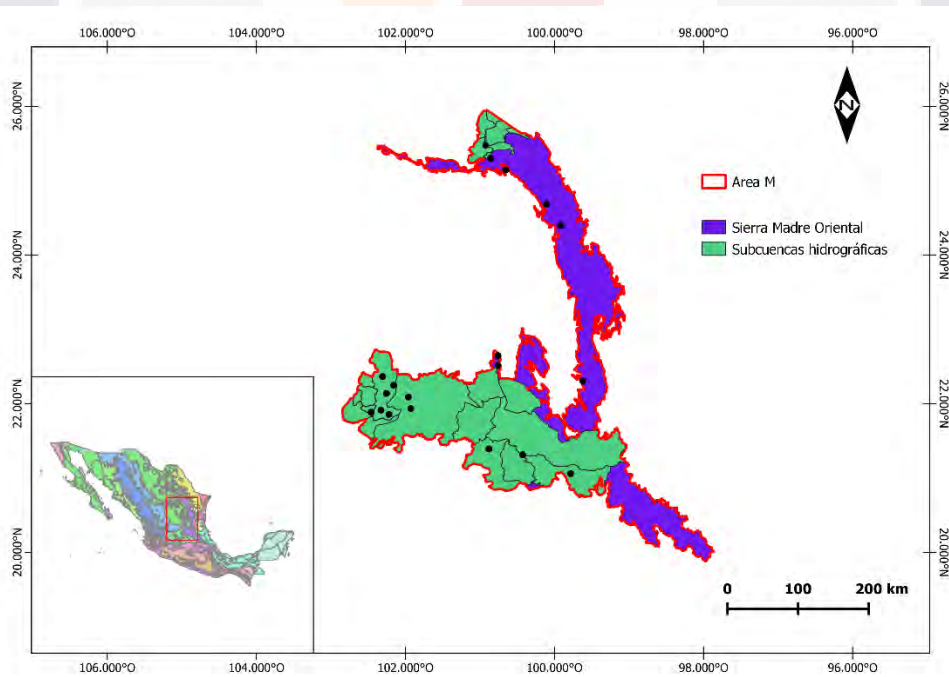 106.000°O 104.000°O 102.000°O 100.000°O 98.000°O 96.000°O
26.000°N 26.000°N
N
Area M
Sierra Madre Oriental
24.000°N 24.000°N
Subcuencas hidrográficas
22.000°N 22.000°N
20.000°N 20.000°N
0 100 200 km
106.000°O 104.000°O 102.000°O 100.000°O 98.000°O 96.000°O